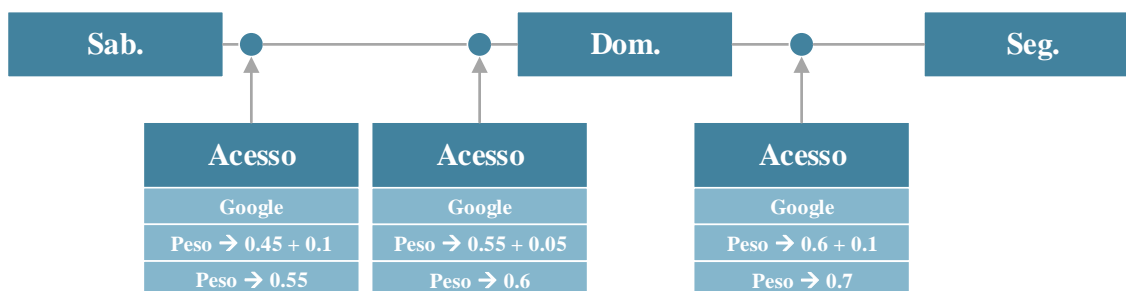 Sab.
Dom.
Seg.
Acesso
Google
Peso → 0.45 + 0.1
Peso → 0.55
Acesso
Google
Peso → 0.55 + 0.05
Peso → 0.6
Acesso
Google
Peso → 0.6 + 0.1
Peso → 0.7